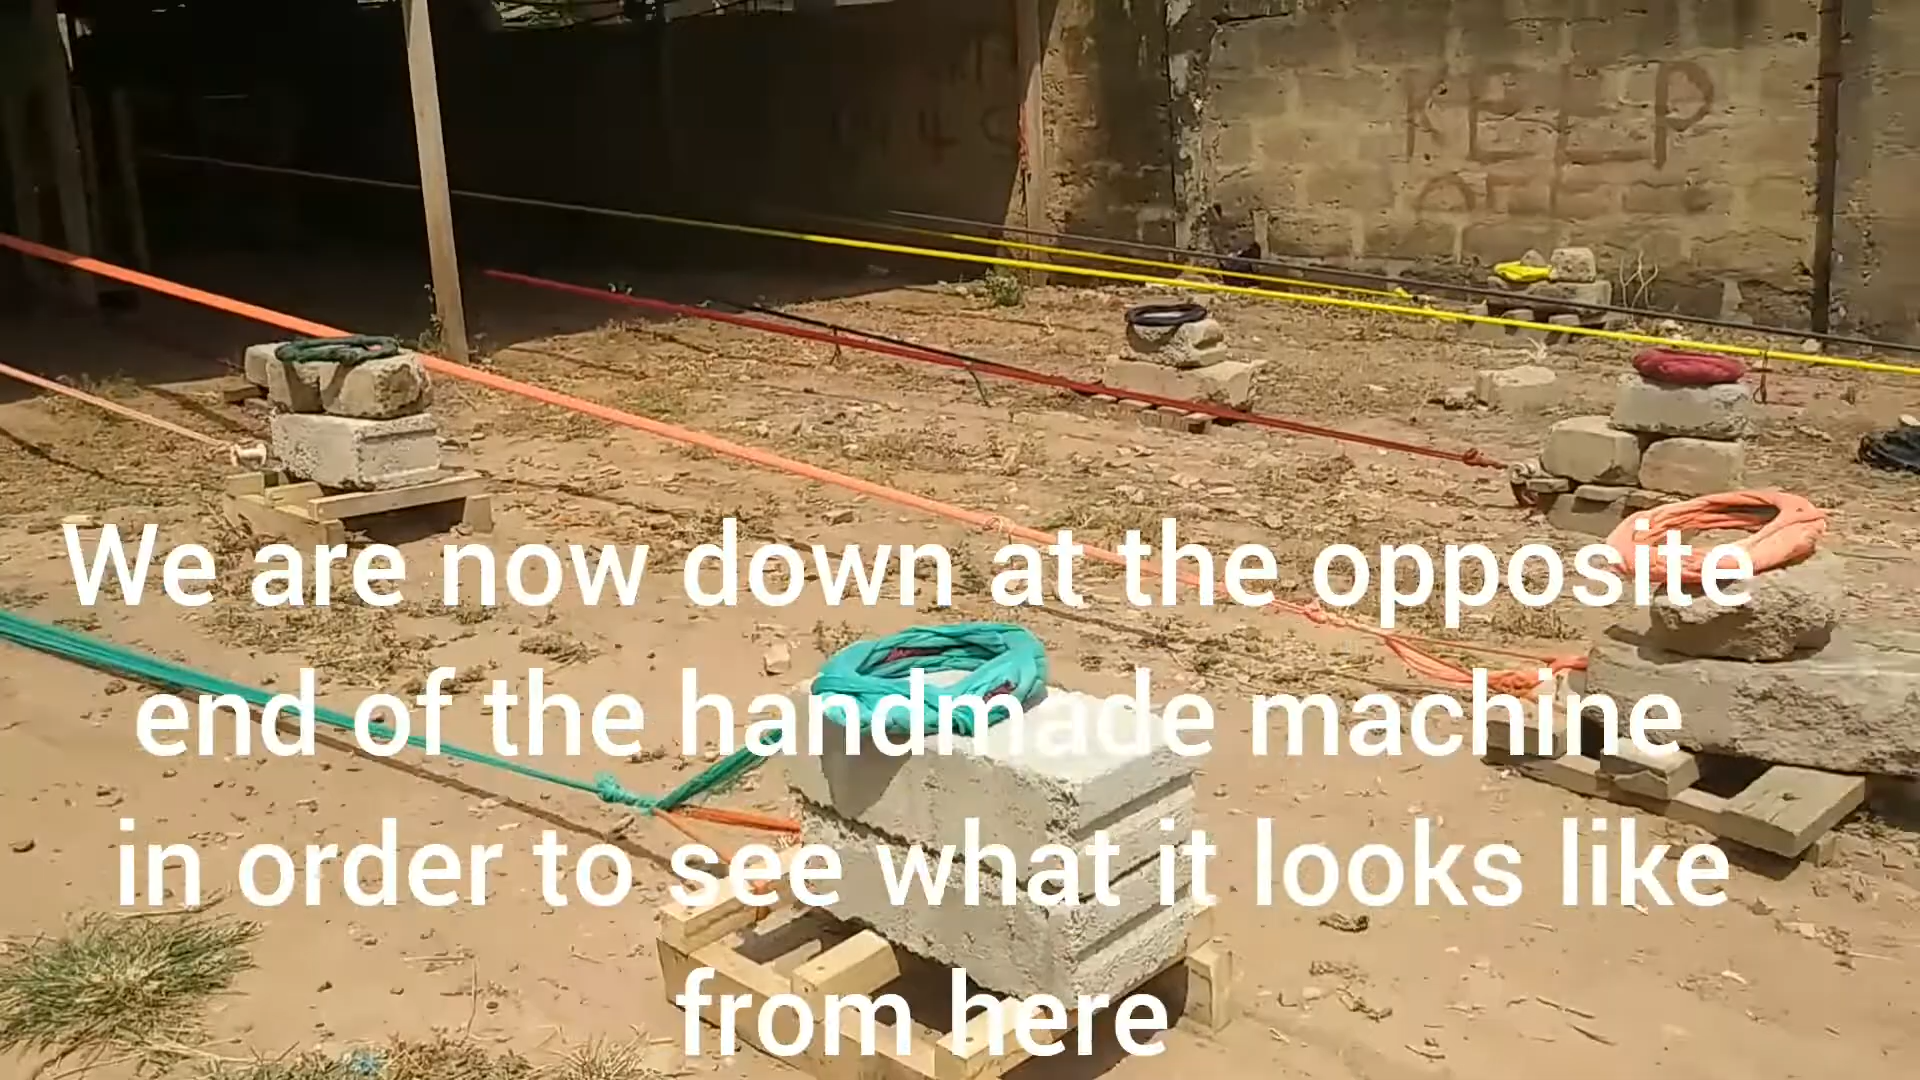 KEEP
OFF
We are now down at the opposite
end of the handmade machine
in order to see what it looks like
from here